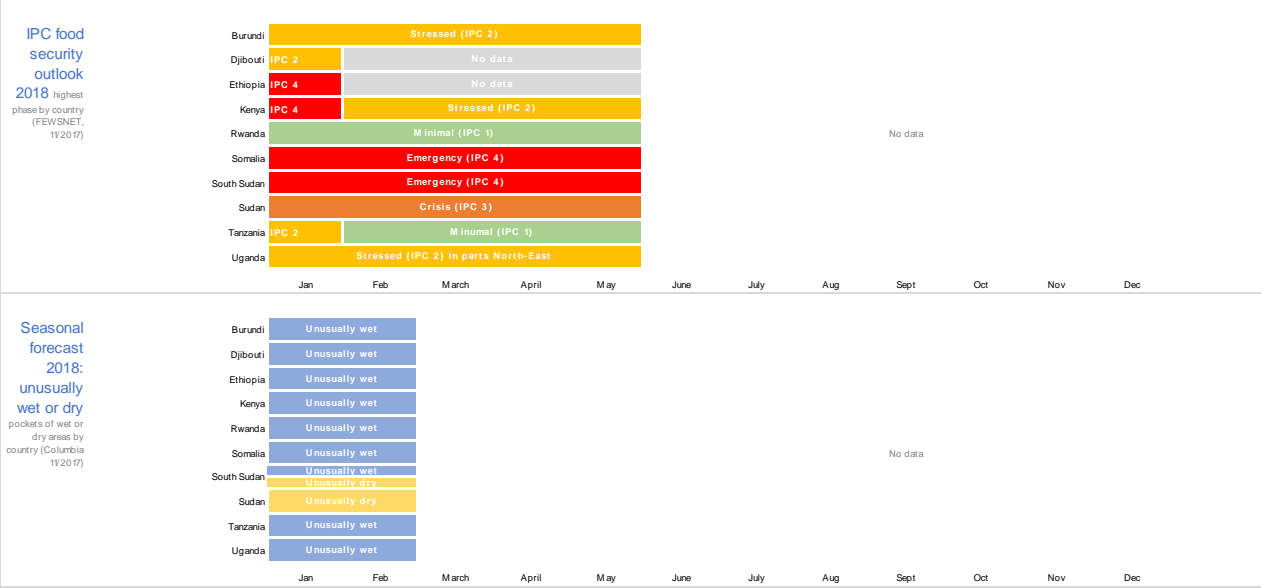 IPC food
security
outlook
2018 highest
phase by country
(FEWSNET,
11/2017)
Burundi Stressed (IPC 2)
Djibouti IPC 2 No data
Ethiopia IPC 4 No data
Kenya IPC 4 Stressed (IPC 2)
Rwanda Minimal (IPC 1)
Somalia Emergency (IPC 4)
South Sudan Emergency (IPC 4)
Sudan Crisis (IPC 3)
Tanzania IPC 2 Minumal (IPC 1)
Uganda Stressed (IPC 2) in parts North-East
No data
Jan Feb March April May June July Aug Sept Oct Nov Dec
Seasonal
forecast
2018:
unusually
wet or dry
pockets of wet or
dry areas by
country (Columbia
11/2017)
Burundi Unusually wet
Djibouti Unusually wet
Ethiopia Unusually wet
Kenya Unusually wet
Rwanda Unusually wet
Somalia Unusually wet
South Sudan Unusually wet
Unusually dry
Sudan Unusually dry
Tanzania Unusually wet
Uganda Unusually wet
No data
Jan Feb March April May June July Aug Sept Oct Nov Dec